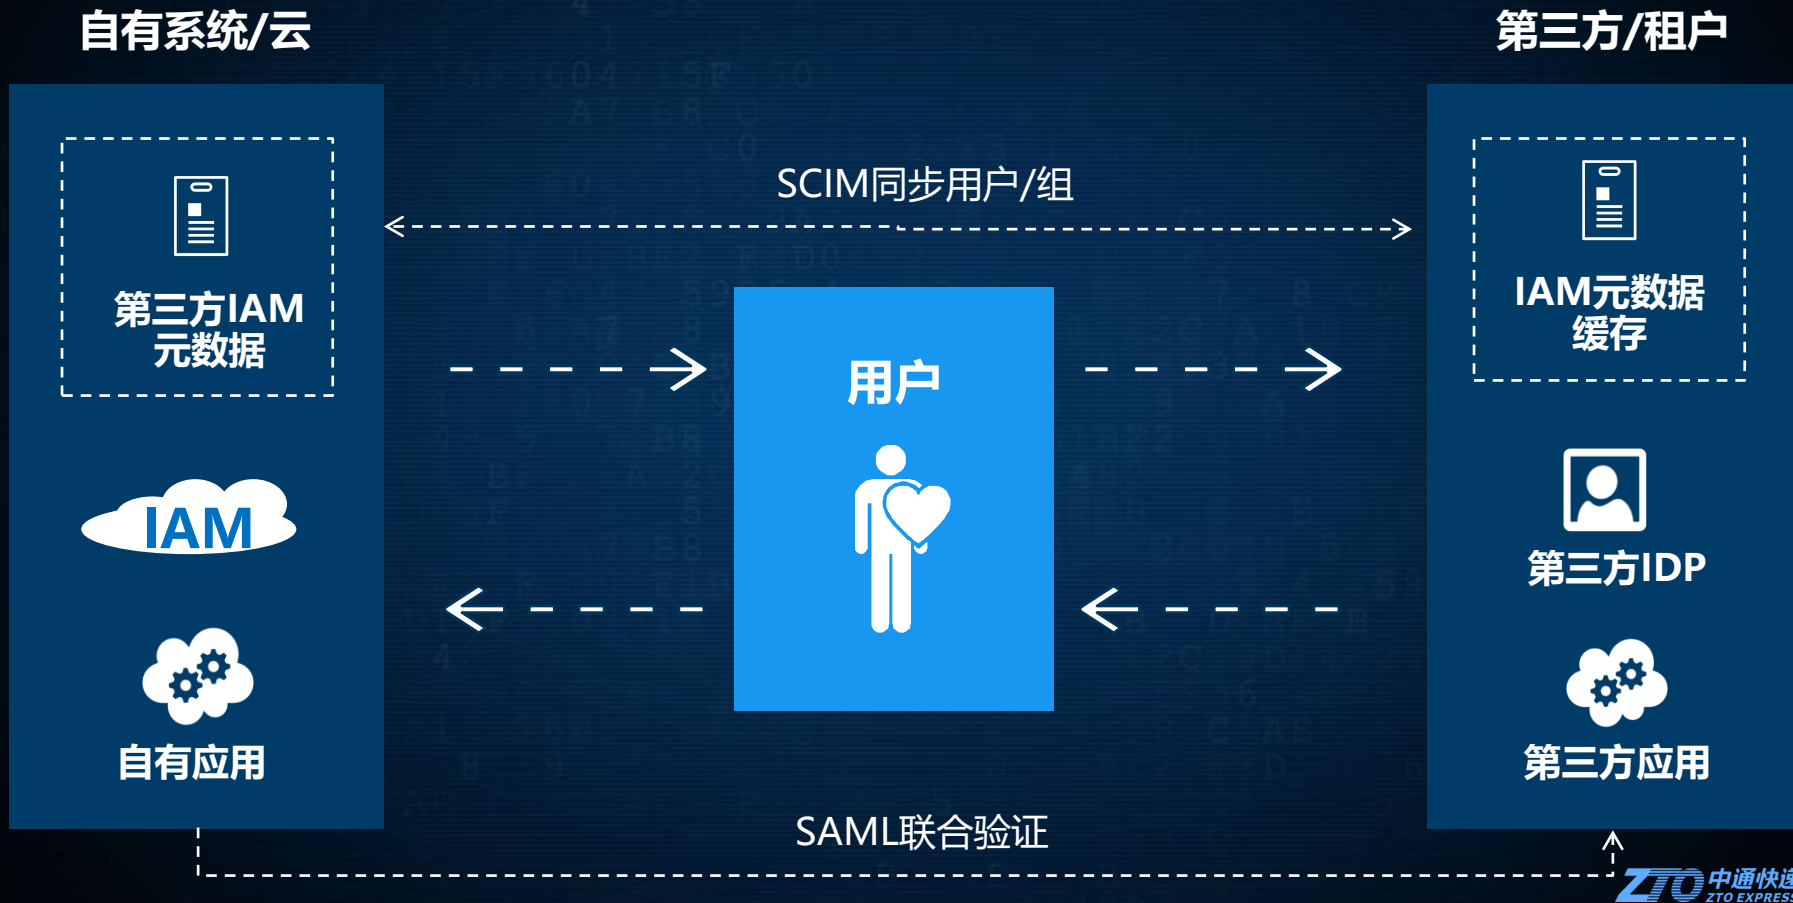 自有系统/云
第三方/租户
SCIM同步用户/组
第三方IAM
元数据
IAM元数据
缓存
用户
IAM
第三方IDP
自有应用
第三方应用
SAML联合验证
ZTO 中通快递
ZTO EXPRESS